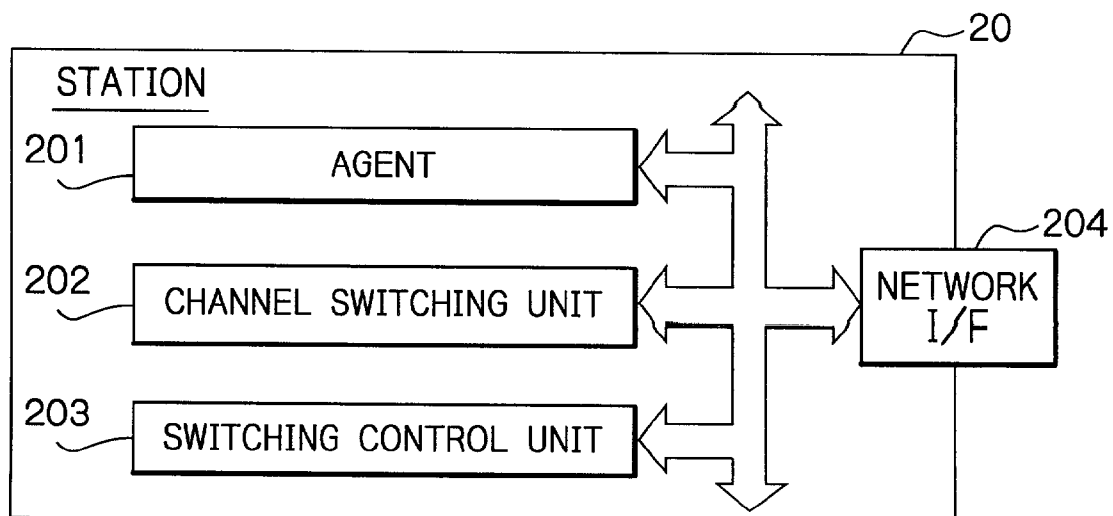 20
STATION
201
AGENT
204
202
CHANNEL SWITCHING UNIT
NETWORK
I/F
203
SWITCHING CONTROL UNIT